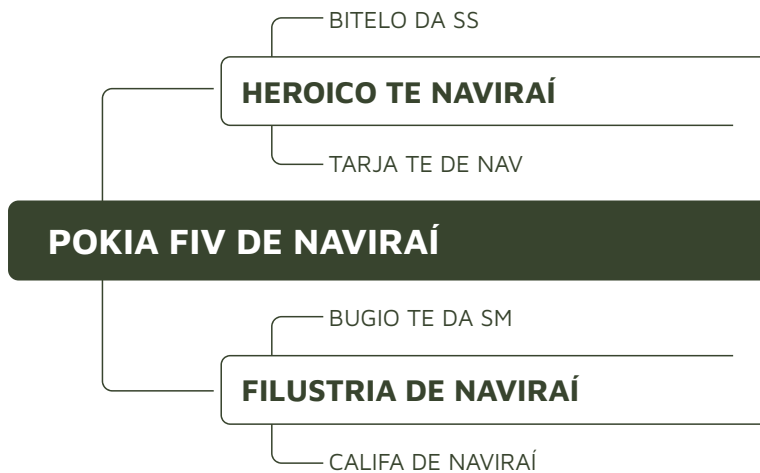 BITELO DA SS
HEROICO TE NAVIRAÍ
TARJA TE DE NAV
POKIA FIV DE NAVIRAÍ
BUGIO TE DA SM
FILUSTRIA DE NAVIRAÍ
CALIFA DE NAVIRAÍ